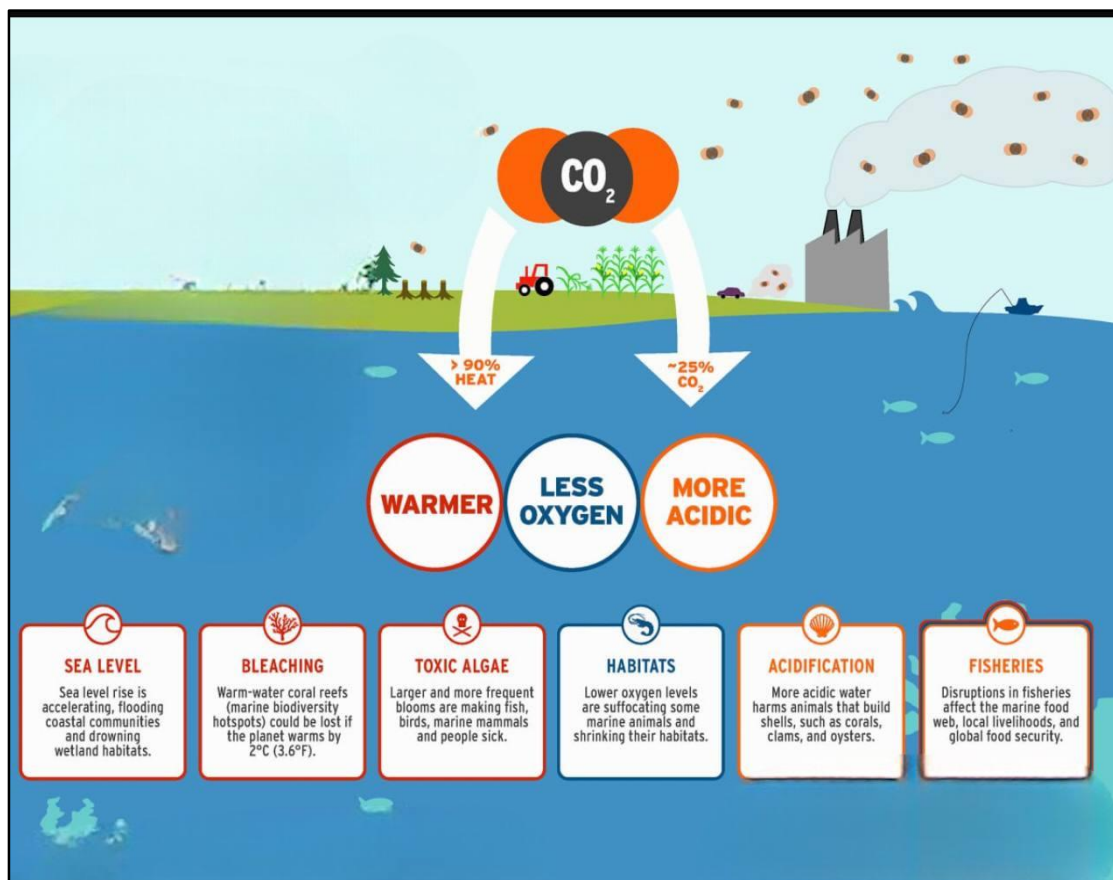 CO₂
> 90%
HEAT
~25%
CO₂
WARMER
LESS
OXYGEN
MORE
ACIDIC
SEA LEVEL
Sea level rise is
accelerating, flooding
coastal communities
and drowning
wetland habitats.
BLEACHING
Warm-water coral reefs
(marine biodiversity
hotspots) could be lost if
the planet warms by
2°C (3.6°F).
TOXIC ALGAE
Larger and more frequent
blooms are making fish,
birds, marine mammals
and people sick.
HABITATS
Lower oxygen levels
are suffocating some
marine animals and
shrinking their habitats.
ACIDIFICATION
More acidic water
harms animals that build
shells, such as corals,
clams, and oysters.
FISHERIES
Disruptions in fisheries
affect the marine food
web, local livelihoods, and
global food security.